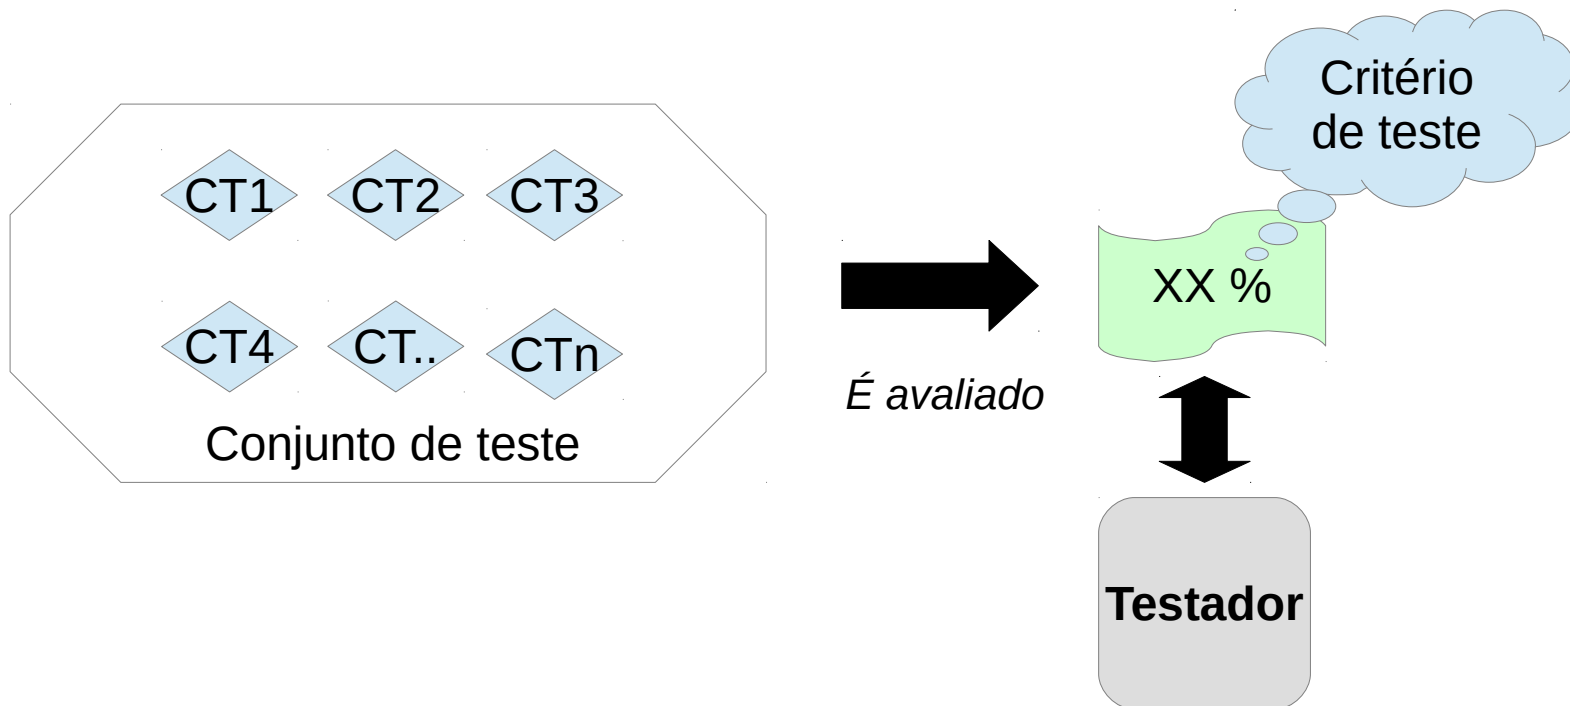 Critério
de teste
CT1 CT2 CT3
XX %
CT4 CT.. CTn
É avaliado
Conjunto de teste
Testador